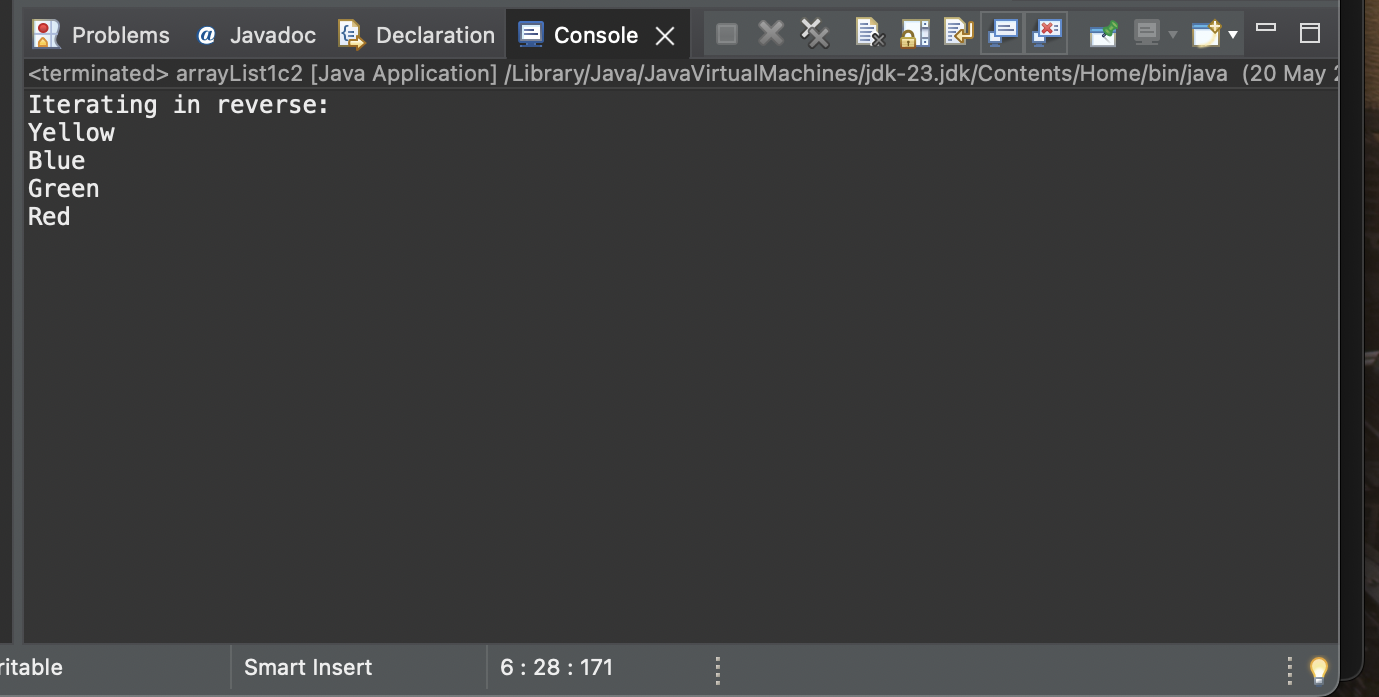 Problems Javadoc Declaration Console
<terminated> arrayList1c2 [Java Application] /Library/Java/JavaVirtualMachines/jdk-23.jdk/Contents/Home/bin/java (20 May
Iterating in reverse:
Yellow
Blue
Green
Red
ritable Smart Insert 6 : 28 : 171